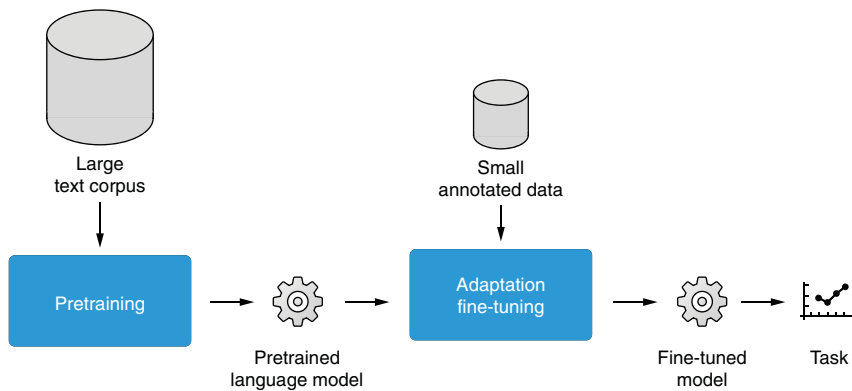 Large
text corpus
Small
annotated data
Pretraining
Adaptation
fine-tuning
Pretrained
language model
Fine-tuned
model
Task